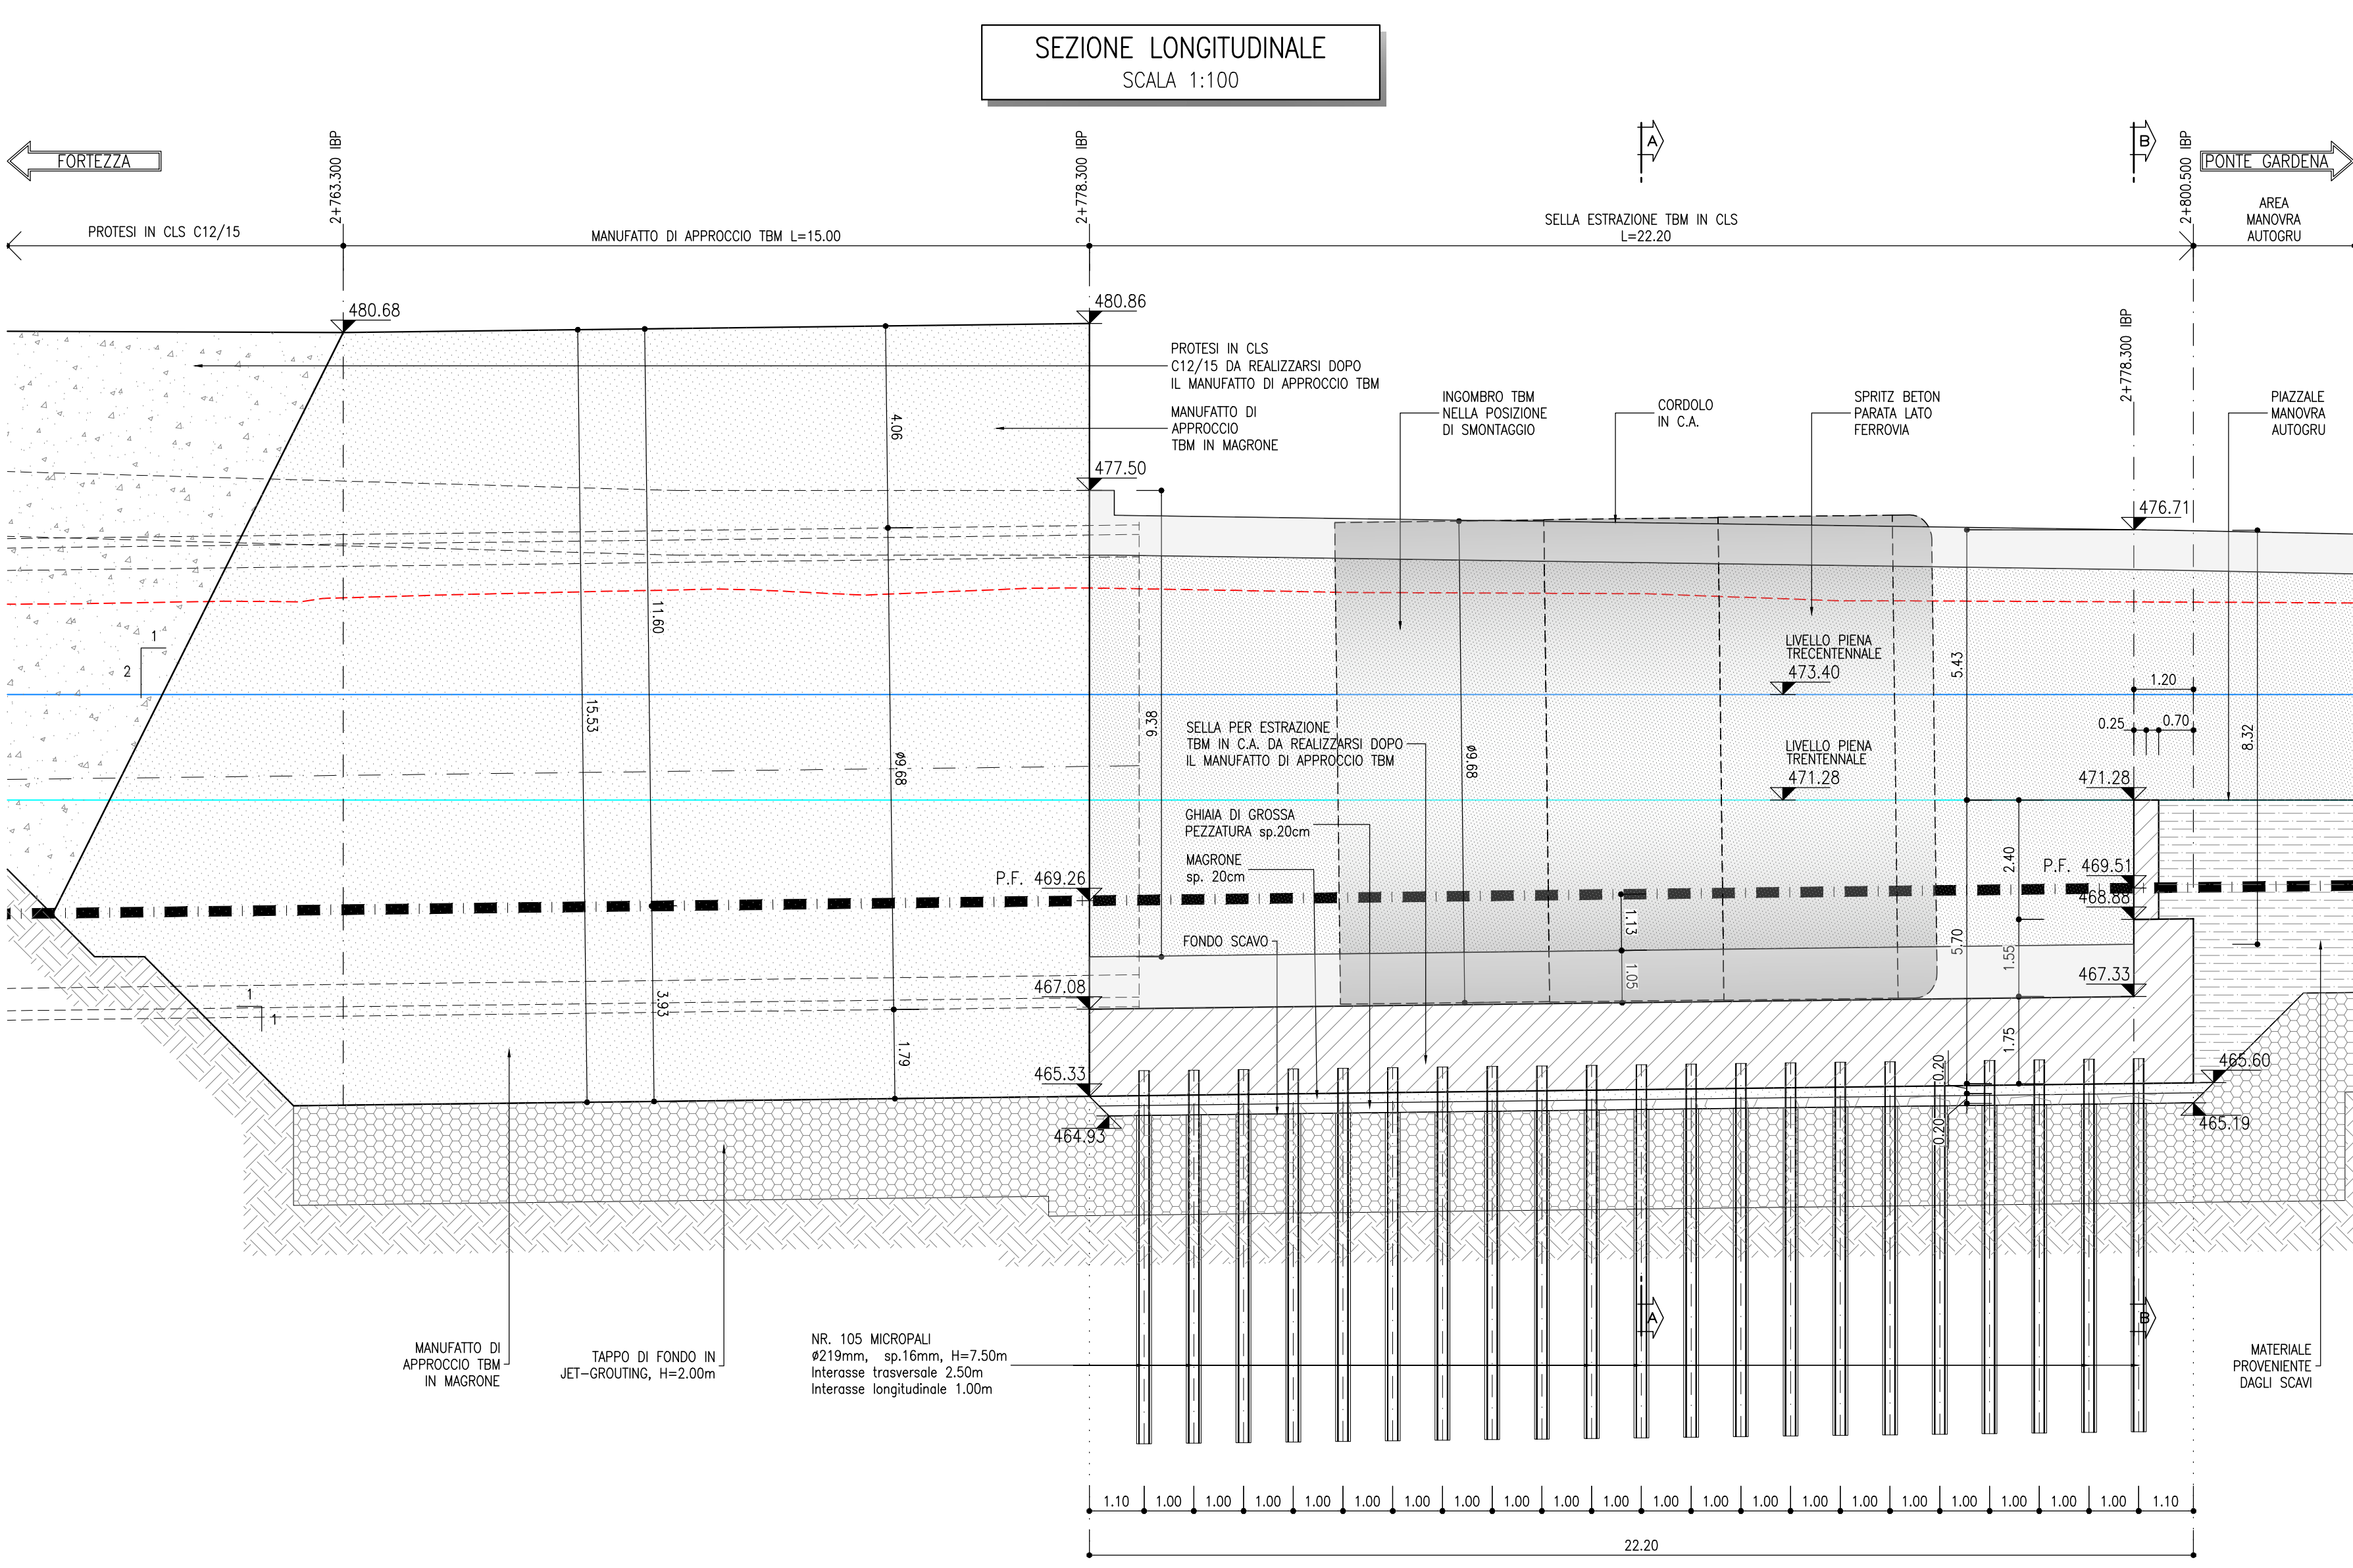 SEZIONE LONGITUDINALE
SCALA 1:100
FORTEZZA
2+763.300 IBP
2+778.300 IBP
A
B
2+800.500 IBP
PONTE GARDENA
PROTESI IN CLS C12/15
MANUFATTO DI APPROCCIO TBM L=15.00
SELLA ESTRAZIONE TBM IN CLS
L=22.20
AREA
MANOVRA
AUTOGRU
480.68
480.86
2+778.300 IBP
PROTESI IN CLS
C12/15 DA REALIZZARSI DOPO
IL MANUFATTO DI APPROCCIO TBM
MANUFATTO DI
APPROCCIO
TBM IN MAGRONE
INGOMBRO TBM
NELLA POSIZIONE
DI SMONTAGGIO
CORDOLO
IN C.A.
SPRITZ BETON
PARATA LATO
FERROVIA
PIAZZALE
MANOVRA
AUTOGRU
4.06
477.50
476.71
11.60
1
2
15.53
ø9.68
9.38
ø9.68
LIVELLO PIENA
TRECENTENNALE
473.40
5.43
1.20
0.25
0.70
8.32
SELLA PER ESTRAZIONE
TBM IN C.A. DA REALIZZARSI DOPO
IL MANUFATTO DI APPROCCIO TBM
LIVELLO PIENA
TRENTENNALE
471.28
471.28
GHIAIA DI GROSSA
PEZZATURA sp.20cm
MAGRONE
sp. 20cm
2.40
P.F. 469.26
P.F. 469.51
468.88
1.13
FONDO SCAVO
5.70
1.55
1.05
467.08
467.33
1
1
3.93
1.79
1.75
465.33
0.20
465.60
464.93
0.20
465.19
A
B
NR. 105 MICROPALI
ø219mm, sp.16mm, H=7.50m
Interasse trasversale 2.50m
Interasse longitudinale 1.00m
MANUFATTO DI
APPROCCIO TBM
IN MAGRONE
TAPPO DI FONDO IN
JET-GROUTING, H=2.00m
MATERIALE
PROVENIENTE
DAGLI SCAVI
1.10 1.00 1.00 1.00 1.00 1.00 1.00 1.00 1.00 1.00 1.00 1.00 1.00 1.00 1.00 1.00 1.00 1.00 1.00 1.00 1.00 1.10
22.20